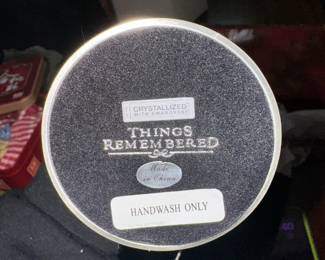 CRYSTALLIZED
WITH SWAROVSKI
THINGS
REMEMBERED
Made
in China
HANDWASH ONLY